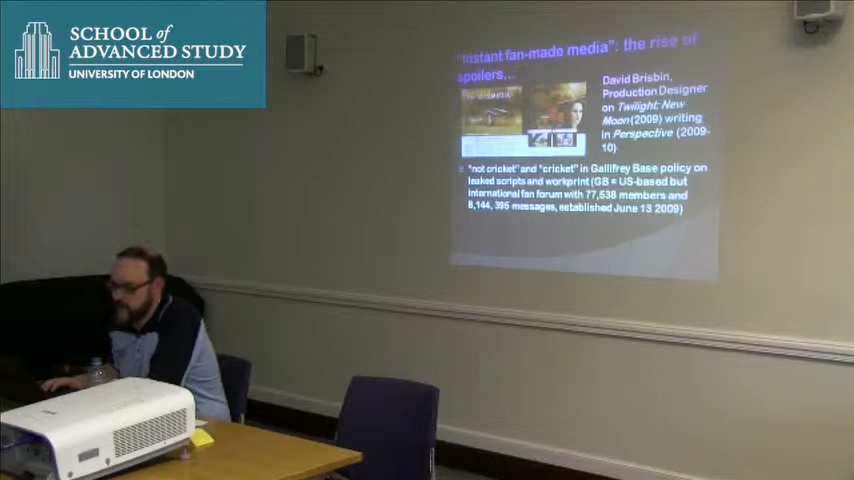 SCHOOL of
ADVANCED STUDY
UNIVERSITY OF LONDON
"Instant fan-made media": the rise of
spoilers...
David Brisbin,
Production Designer
on Twilight: New
Moon (2009) writing
in Perspective (2009-
10)
"not cricket" and "cricket" in Gallifrey Base policy on
leaked scripts and workprint (GB = US-based but
international fan forum with 77,538 members and
8,144, 395 messages, established June 13 2009)